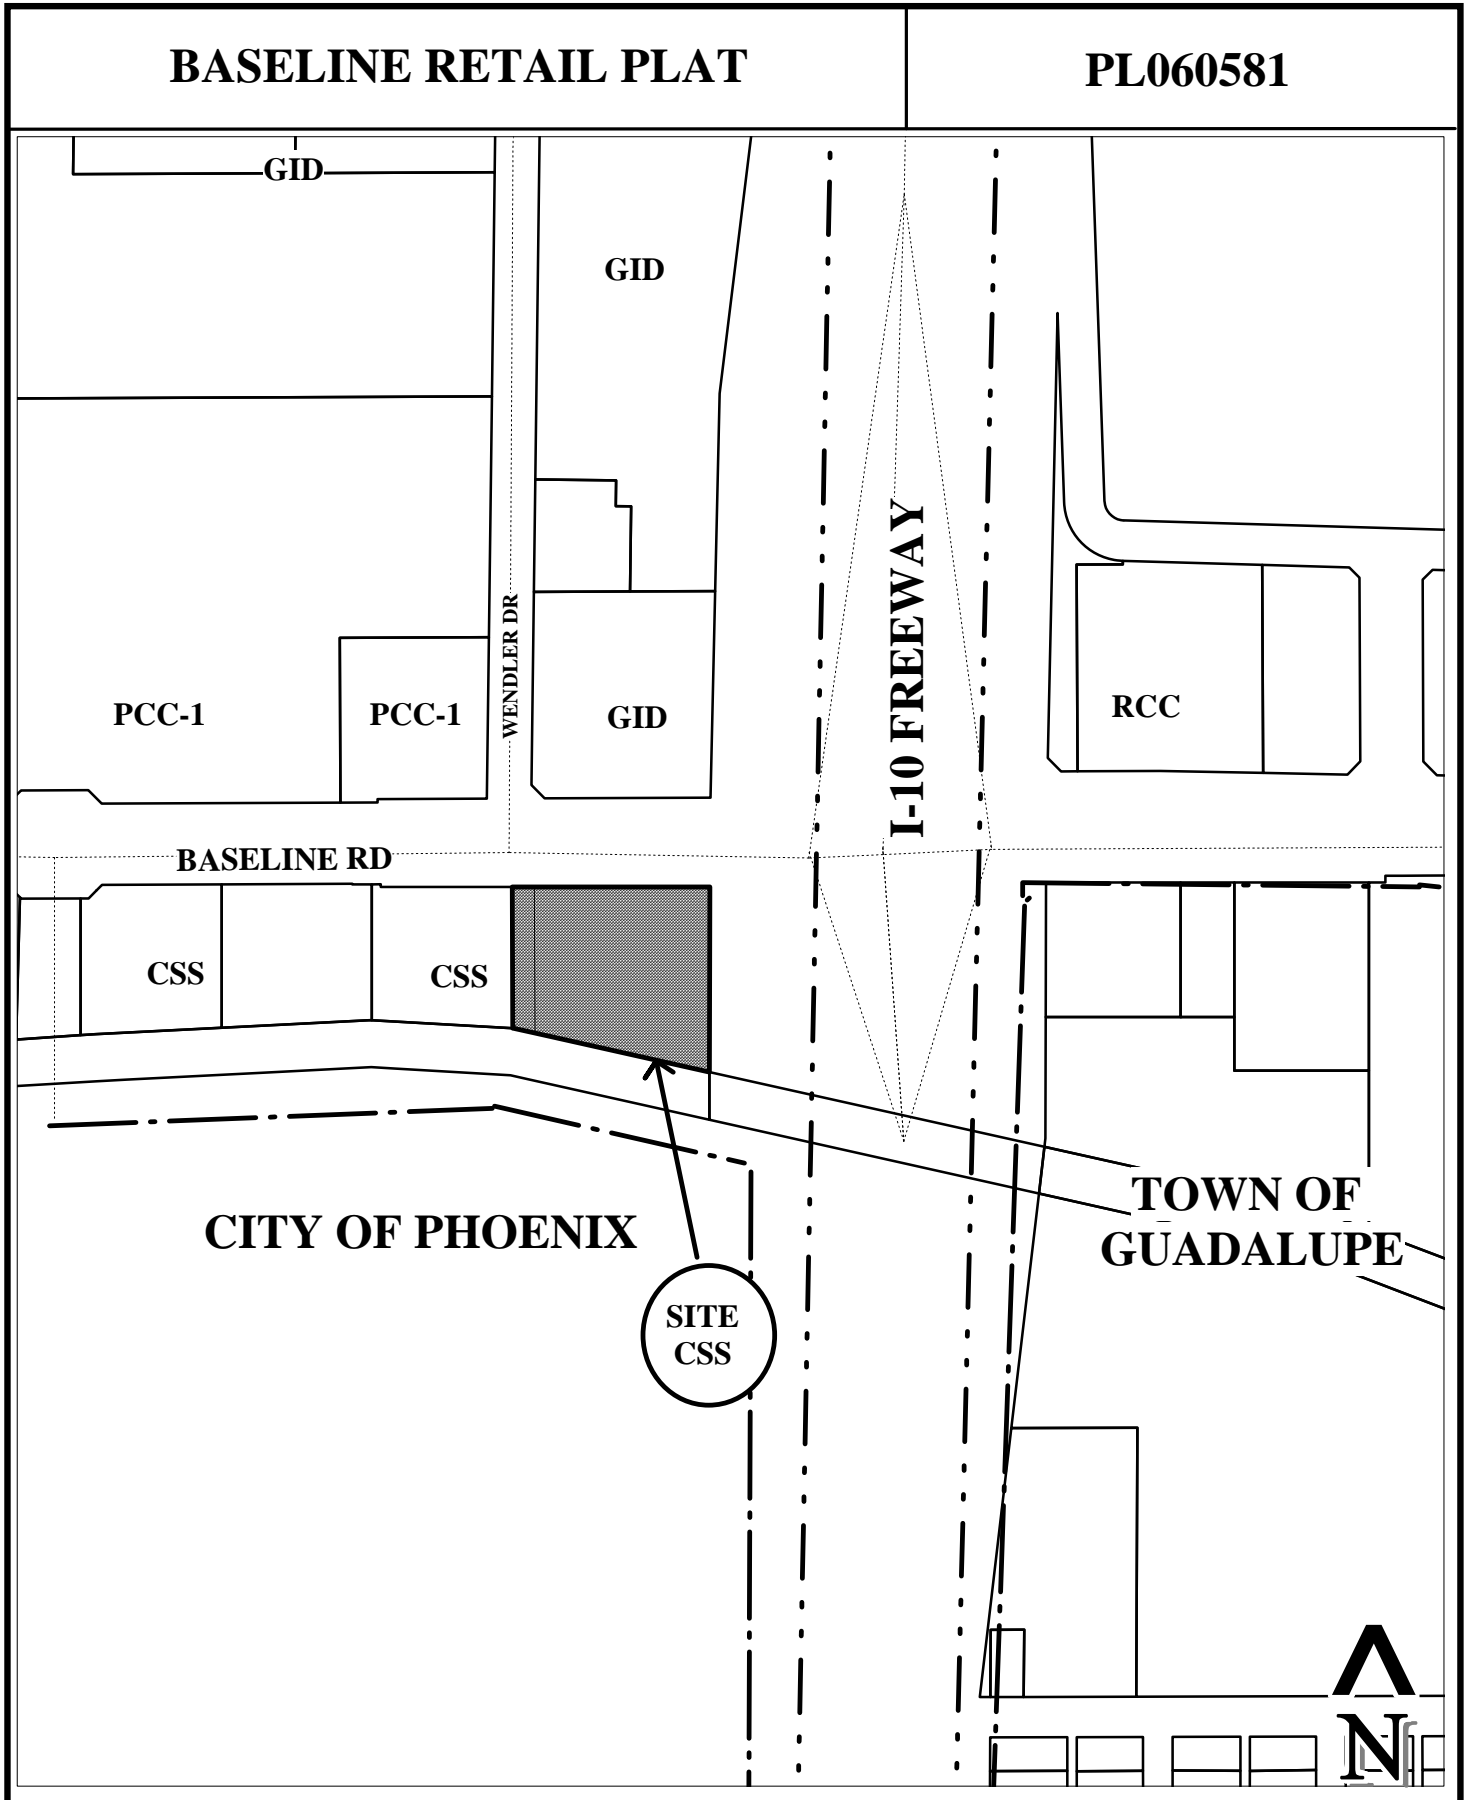 BASELINE RETAIL PLAT
PL060581
GID
GID
WENDLER DR
I-10 FREEWAY
PCC-1
PCC-1
GID
RCC
BASELINE RD
CSS
CSS
TOWN OF
GUADALUPE
CITY OF PHOENIX
SITE
CSS
N